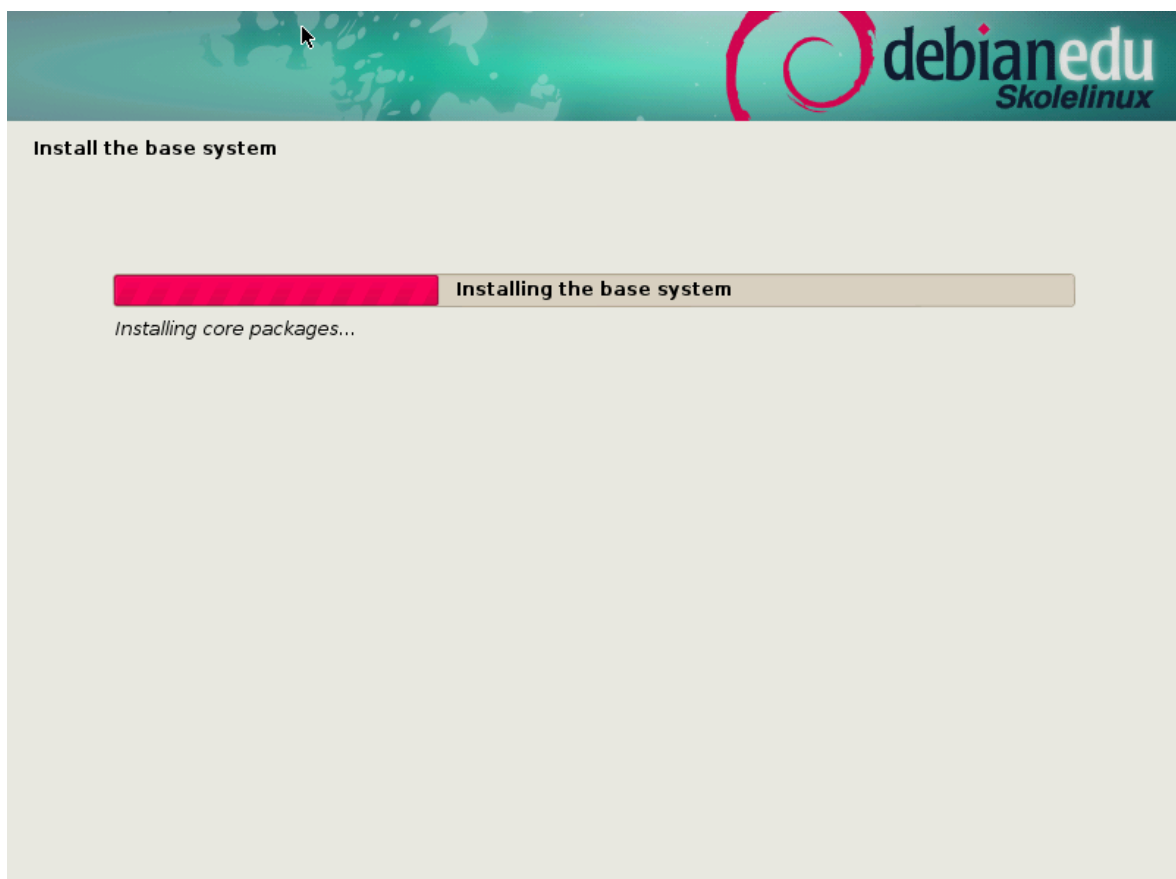 debianedu
Skolelinux
Install the base system
Installing the base system
Installing core packages...